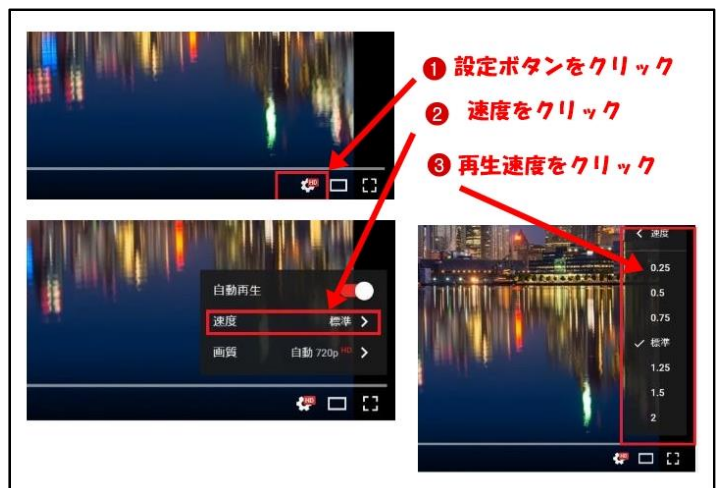 ❶ 設定ボタンをクリック
❷ 速度をクリック
❸ 再生速度をクリック
HD
自動再生
速度 標準 >
画質 自動 720p HD >
HD
< 速度
0.25
0.5
0.75
✓ 標準
1.25
1.5
2